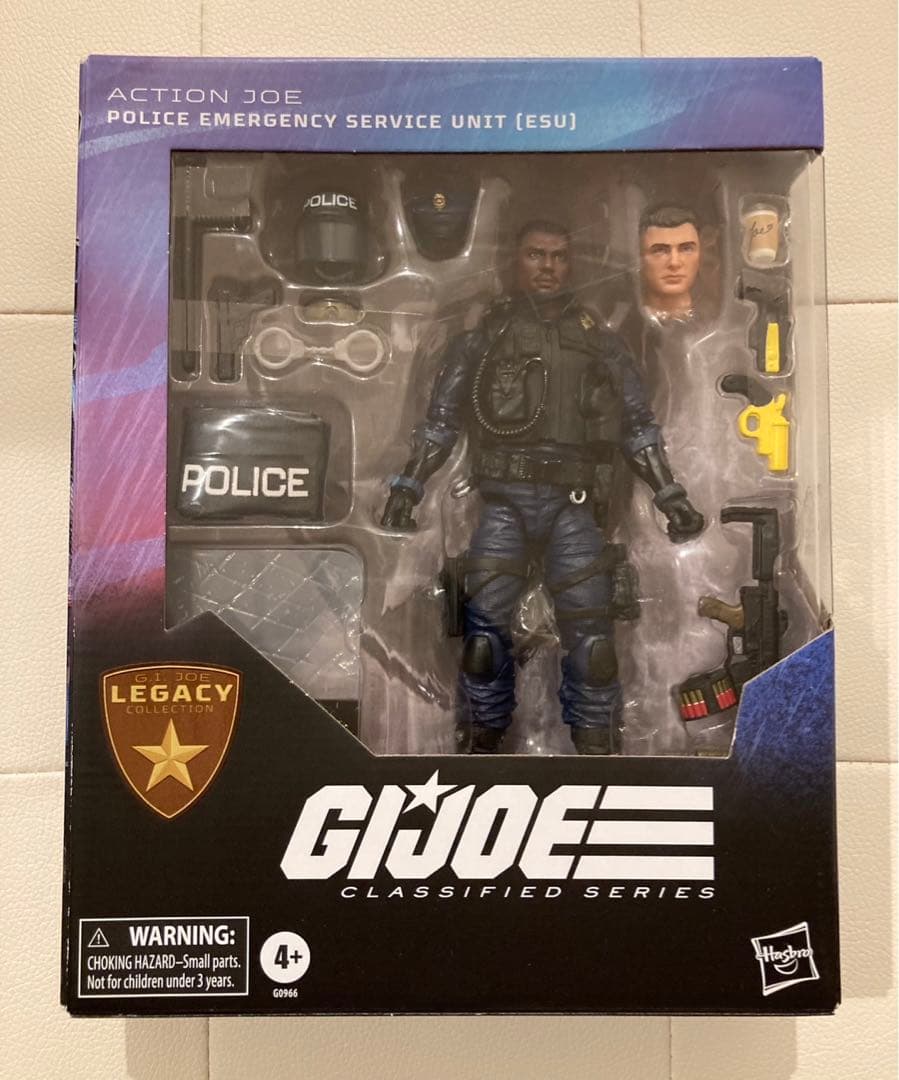 ACTION JOE
POLICE EMERGENCY SERVICE UNIT (ESU)
POLICE
Joe
POLICE
G.I. JOE
LEGACY
COLLECTION
GIJOE
CLASSIFIED SERIES
WARNING:
CHOKING HAZARD–Small parts.
Not for children under 3 years.
4+
G0966
Hasbro